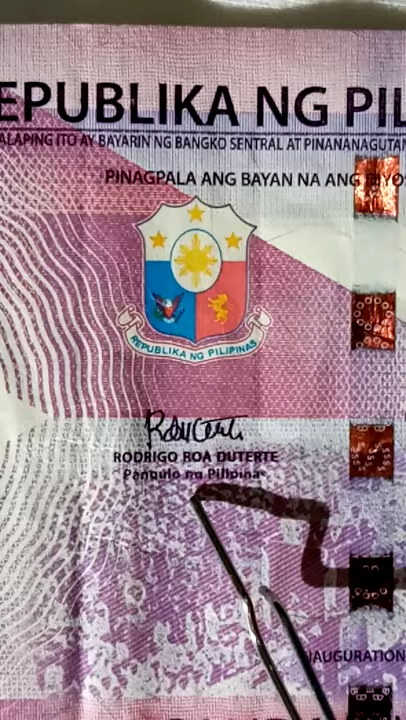 EPUBLIKA NG PIL
ALAPING ITO AY BAYARIN NG BANGKO SENTRAL AT PINANANAGUTAN
PINAGPALA ANG BAYAN NA ANG DIYOS
REPUBLIKA NG PILIPINAS
RODRIGO ROA DUTERTE
Pangulo ng Pilipinas
NAUGURATION